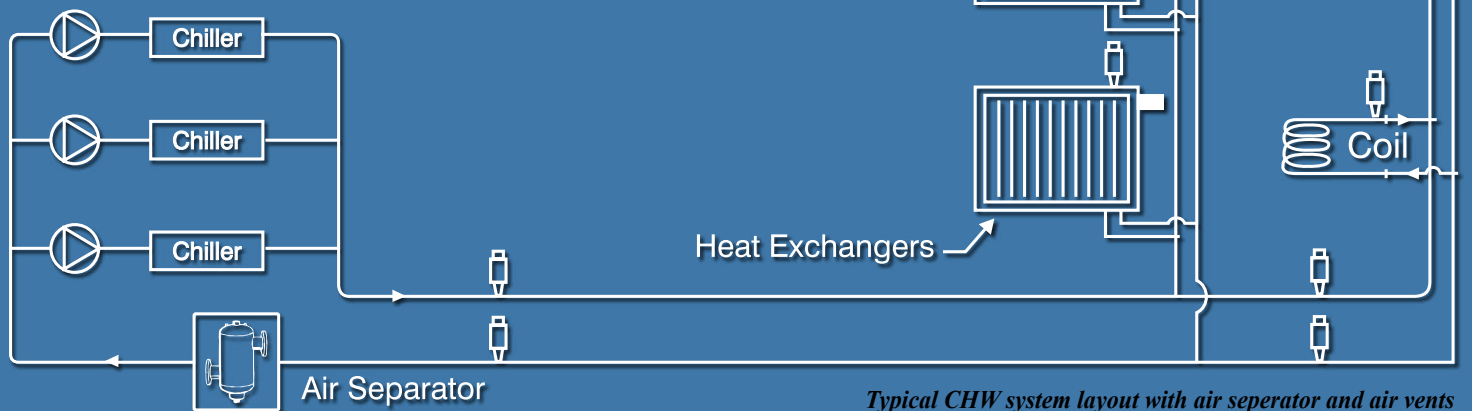 Chiller
Chiller
Coil
Chiller
Heat Exchangers
Air Separator
Typical CHW system layout with air seperator and air vents